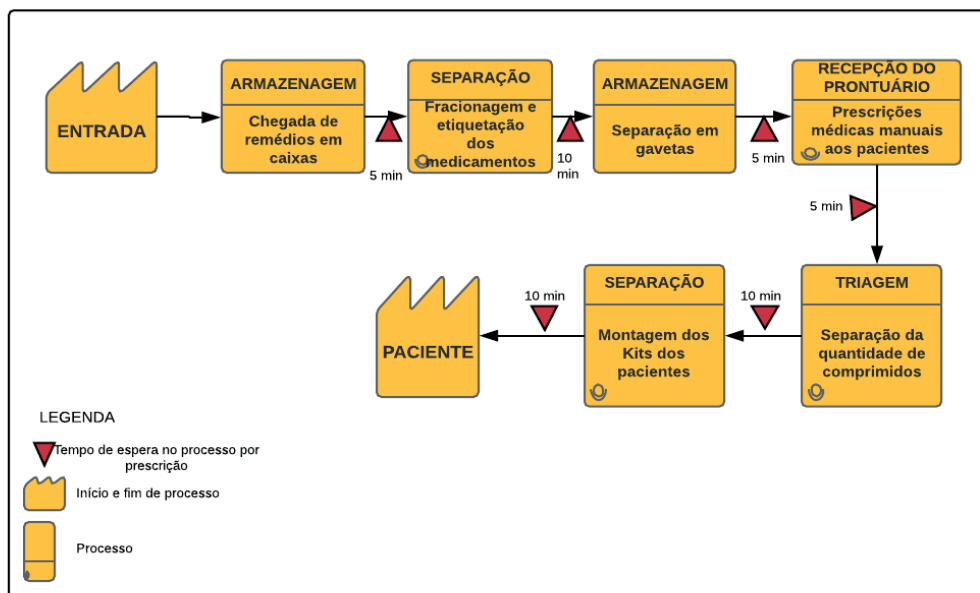 ENTRADA
ARMAZENAGEM
Chegada de
remédios em
caixas
5 min
SEPARAÇÃO
Fracionagem e
etiquetação
dos
medicamentos
10
min
ARMAZENAGEM
Separação em
gavetas
5 min
RECEPÇÃO DO
PRONTUÁRIO
Prescrições
médicas manuais
aos pacientes
5 min
TRIAGEM
Separação da
quantidade de
comprimidos
10 min
SEPARAÇÃO
Montagem dos
Kits dos
pacientes
10 min
PACIENTE
LEGENDA
Tempo de espera no processo por
prescrição
Início e fim de processo
Processo